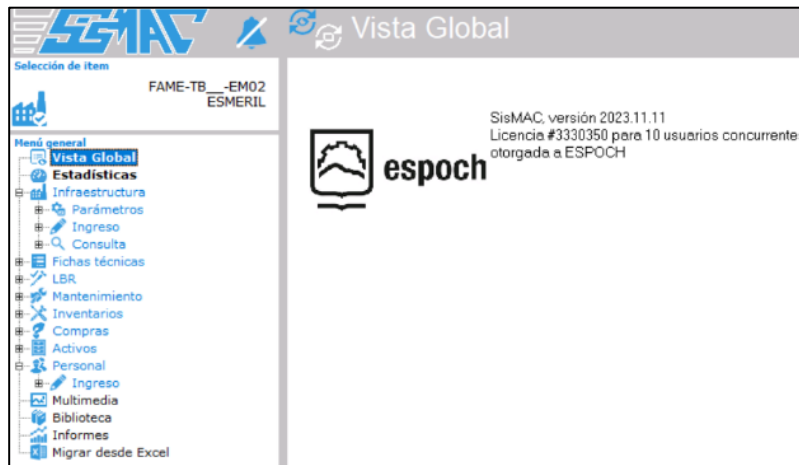 SisMAC
Vista Global
Selección de ítem
FAME-TB__-EM02
ESMERIL
Menú general
Vista Global
Estadísticas
Infraestructura
Parámetros
Ingreso
Consulta
Fichas técnicas
LBR
Mantenimiento
Inventarios
Compras
Activos
Personal
Ingreso
Multimedia
Biblioteca
Informes
Migrar desde Excel
espoch
SisMAC, versión 2023.11.11
Licencia #3330350 para 10 usuarios concurrente
otorgada a ESPOCH